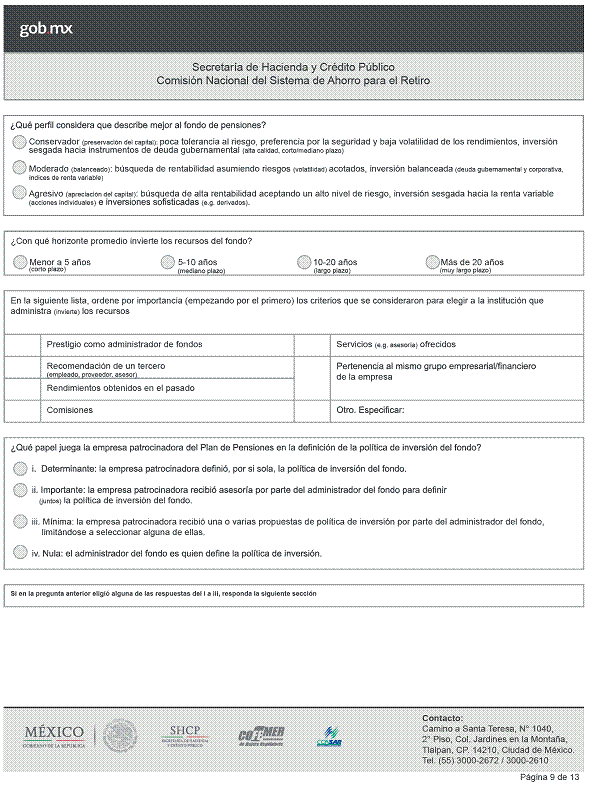 gob.mx
Secretaría de Hacienda y Crédito Público
Comisión Nacional del Sistema de Ahorro para el Retiro
¿Qué perfil considera que describe mejor al fondo de pensiones?
Conservador (preservación del capital): poca tolerancia al riesgo, preferencia por la seguridad y baja volatilidad de los rendimientos, inversión
sesgada hacia instrumentos de deuda gubernamental (alta calidad, corto/mediano plazo)
Moderado (balanceado): búsqueda de rentabilidad asumiendo riesgos (volatilidad) acotados, inversión balanceada (deuda gubernamental y corporativa,
índices de renta variable)
Agresivo (apreciación del capital): búsqueda de alta rentabilidad aceptando un alto nivel de riesgo, inversión sesgada hacia la renta variable
(acciones individuales) e inversiones sofisticadas (e.g. derivados).
¿Con qué horizonte promedio invierte los recursos del fondo?
Menor a 5 años 5-10 años 10-20 años Más de 20 años
(corto plazo) (mediano plazo) (largo plazo) (muy largo plazo)
En la siguiente lista, ordene por importancia (empezando por el primero) los criterios que se consideraron para elegir a la institución que
administra (invierte) los recursos
Prestigio como administrador de fondos
Servicios (e.g. asesoría) ofrecidos
Recomendación de un tercero
(empleado, proveedor, asesor)
Pertenencia al mismo grupo empresarial/financiero
de la empresa
Rendimientos obtenidos en el pasado
Comisiones
Otro. Especificar:
¿Qué papel juega la empresa patrocinadora del Plan de Pensiones en la definición de la política de inversión del fondo?
i. Determinante: la empresa patrocinadora definió, por si sola, la política de inversión del fondo.
ii. Importante: la empresa patrocinadora recibió asesoría por parte del administrador del fondo para definir
(juntos) la política de inversión del fondo.
iii. Mínima: la empresa patrocinadora recibió una o varias propuestas de política de inversión por parte del administrador del fondo,
limitándose a seleccionar alguna de ellas.
iv. Nula: el administrador del fondo es quien define la política de inversión.
Si en la pregunta anterior eligió alguna de las respuestas del I a iii, responda la siguiente sección
MÉXICO
GOBIERNO DE LA REPÚBLICA
SHCP
SECRETARÍA DE HACIENDA
Y CRÉDITO PÚBLICO
COFEMER
de Mejora Regulatoria
CONSAR
Contacto:
Camino a Santa Teresa, N° 1040,
2° Piso, Col. Jardines en la Montaña,
Tlalpan, CP. 14210, Ciudad de México.
Tel. (55) 3000-2672 / 3000-2610
Página 9 de 13